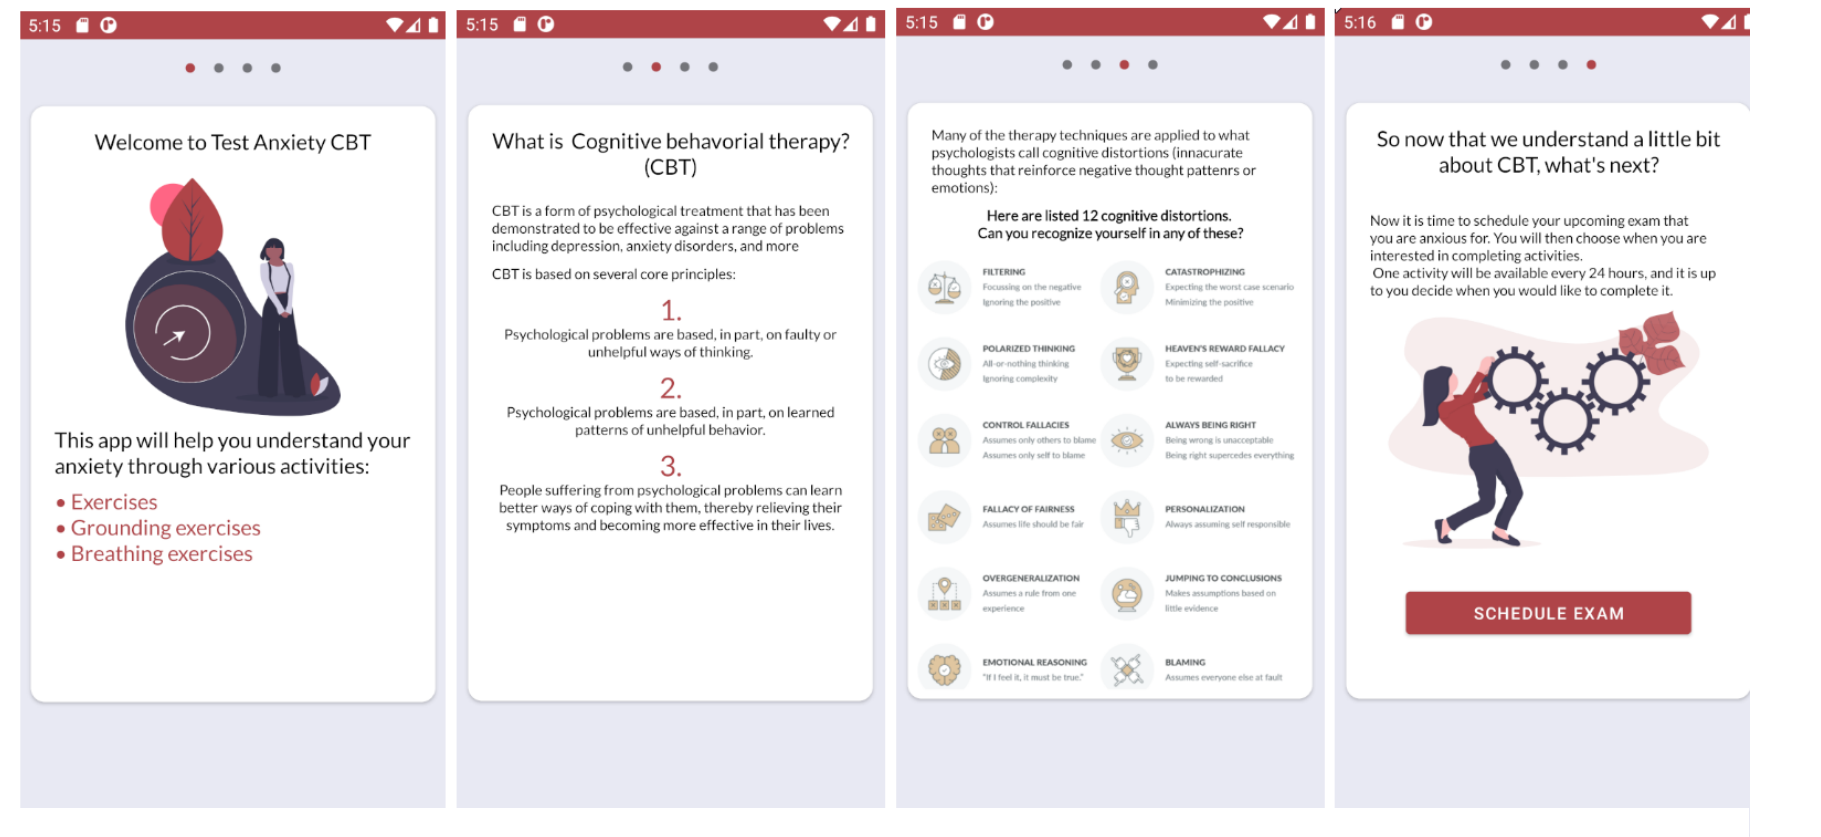 5:15
Welcome to Test Anxiety CBT
This app will help you understand your
anxiety through various activities:
• Exercises
• Grounding exercises
• Breathing exercises
5:15
What is Cognitive behavorial therapy?
(CBT)
CBT is a form of psychological treatment that has been
demonstrated to be effective against a range of problems
including depression, anxiety disorders, and more
CBT is based on several core principles:
1.
Psychological problems are based, in part, on faulty or
unhelpful ways of thinking.
2.
Psychological problems are based, in part, on learned
patterns of unhelpful behavior.
3.
People suffering from psychological problems can learn
better ways of coping with them, thereby relieving their
symptoms and becoming more effective in their lives.
5:15
Many of the therapy techniques are applied to what
psychologists call cognitive distortions (innacurate
thoughts that reinforce negative thought pattenrs or
emotions):
Here are listed 12 cognitive distortions.
Can you recognize yourself in any of these?
FILTERING
Focussing on the negative
Ignoring the positive
CATASTROPHIZING
Expecting the worst case scenario
Minimizing the positive
POLARIZED THINKING
All-or-nothing thinking
Ignoring complexity
HEAVEN'S REWARD FALLACY
Expecting self-sacrifice
to be rewarded
CONTROL FALLACIES
Assumes only others to blame
Assumes only self to blame
ALWAYS BEING RIGHT
Being wrong is unacceptable
Being right supercedes everything
FALLACY OF FAIRNESS
Assumes life should be fair
PERSONALIZATION
Always assuming self responsible
OVERGENERALIZATION
Assumes a rule from one
experience
JUMPING TO CONCLUSIONS
Makes assumptions based on
little evidence
EMOTIONAL REASONING
"If I feel it, it must be true."
BLAMING
Assumes everyone else at fault
5:16
So now that we understand a little bit
about CBT, what's next?
Now it is time to schedule your upcoming exam that
you are anxious for. You will then choose when you are
interested in completing activities.
One activity will be available every 24 hours, and it is up
to you decide when you would like to complete it.
SCHEDULE EXAM